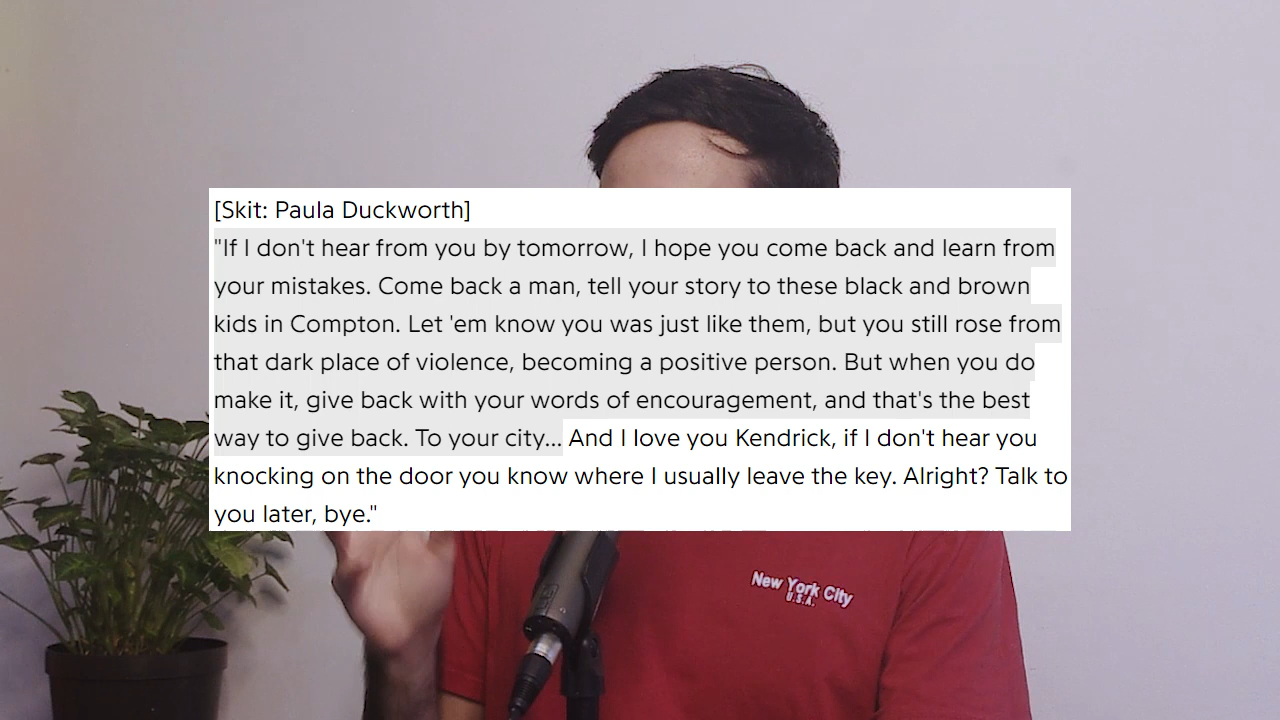 [Skit: Paula Duckworth]
"If I don't hear from you by tomorrow, I hope you come back and learn from
your mistakes. Come back a man, tell your story to these black and brown
kids in Compton. Let 'em know you was just like them, but you still rose from
that dark place of violence, becoming a positive person. But when you do
make it, give back with your words of encouragement, and that's the best
way to give back. To your city... And I love you Kendrick, if I don't hear you
knocking on the door you know where I usually leave the key. Alright? Talk to
you later, bye."
New York City
U.S.A.